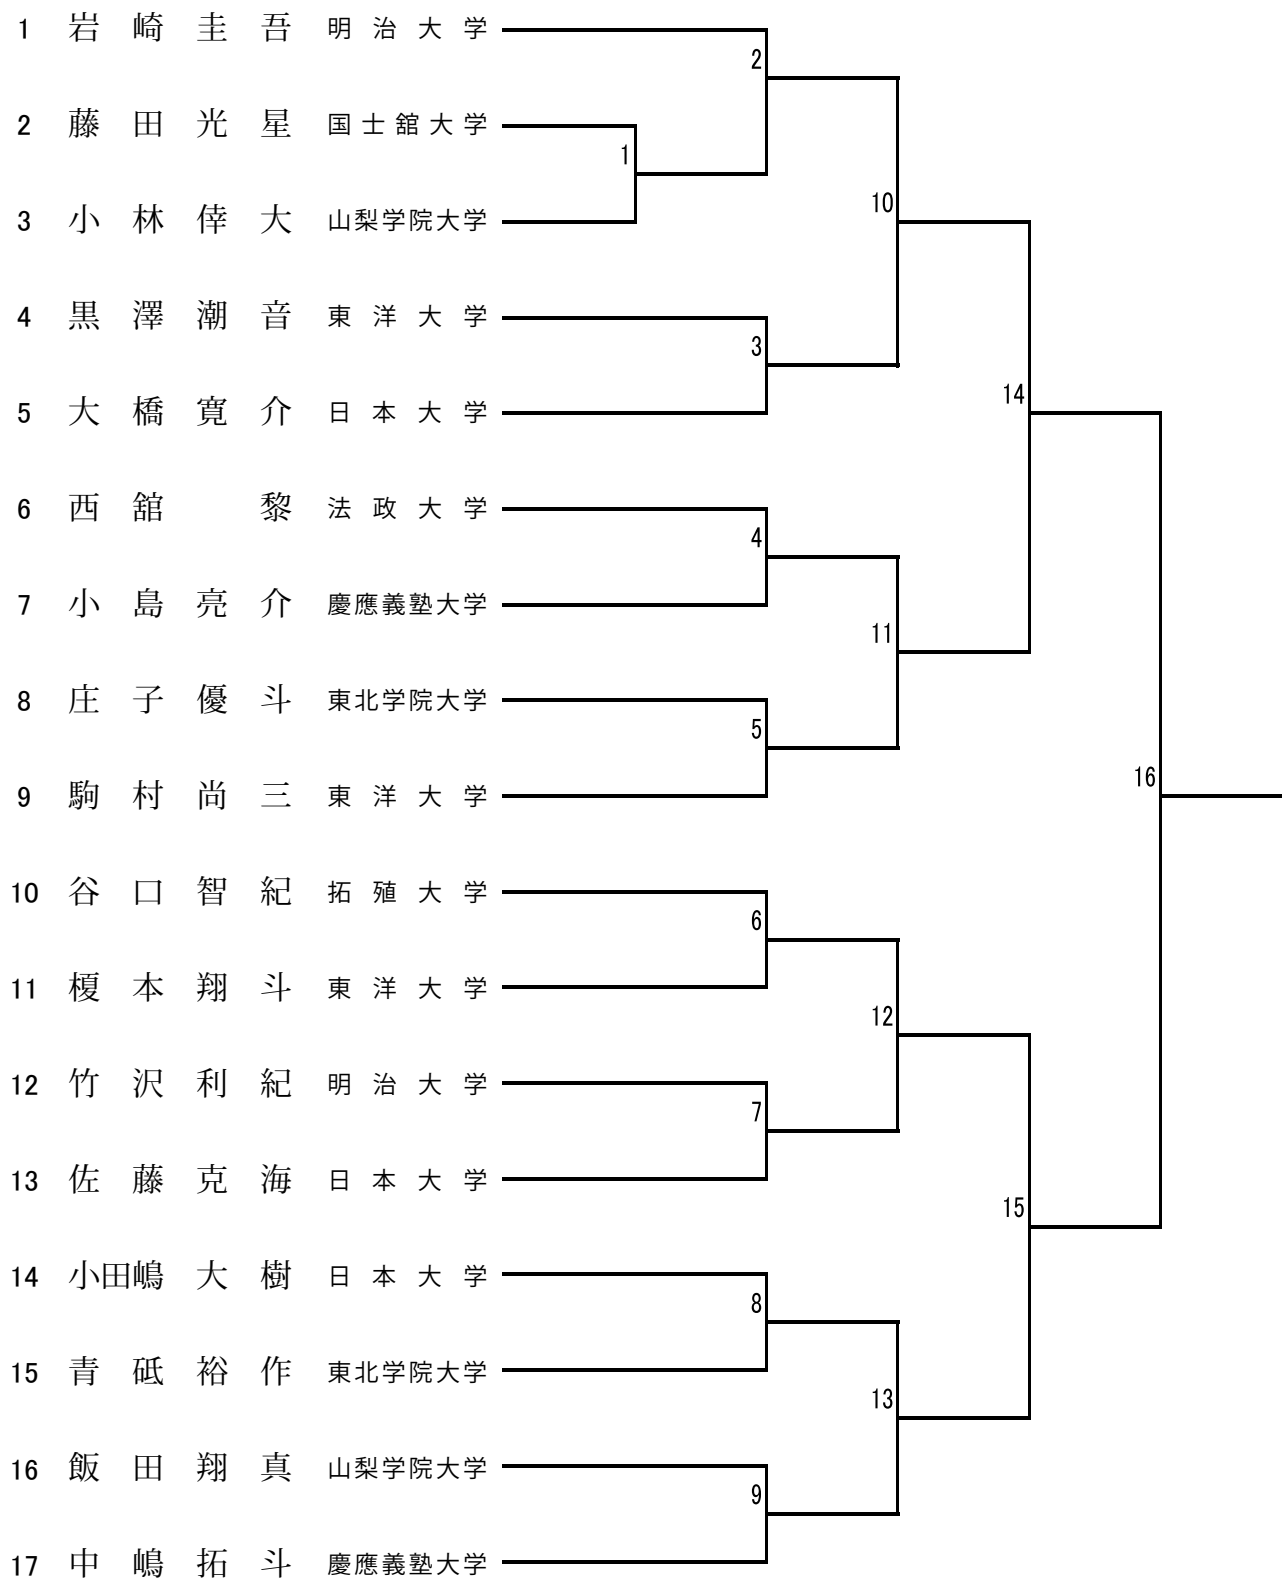 1 岩崎圭吾 明治大学
2
2 藤田光星 国士舘大学
1
3 小林倖大 山梨学院大学
10
4 黒澤潮音 東洋大学
3
14
5 大橋寛介 日本大学
6 西舘 黎 法政大学
4
7 小島亮介 慶應義塾大学
11
8 庄子優斗 東北学院大学
5
16
9 駒村尚三 東洋大学
10 谷口智紀 拓殖大学
6
11 榎本翔斗 東洋大学
12
12 竹沢利紀 明治大学
7
13 佐藤克海 日本大学
15
14 小田嶋大樹 日本大学
8
15 青砥裕作 東北学院大学
13
16 飯田翔真 山梨学院大学
9
17 中嶋拓斗 慶應義塾大学